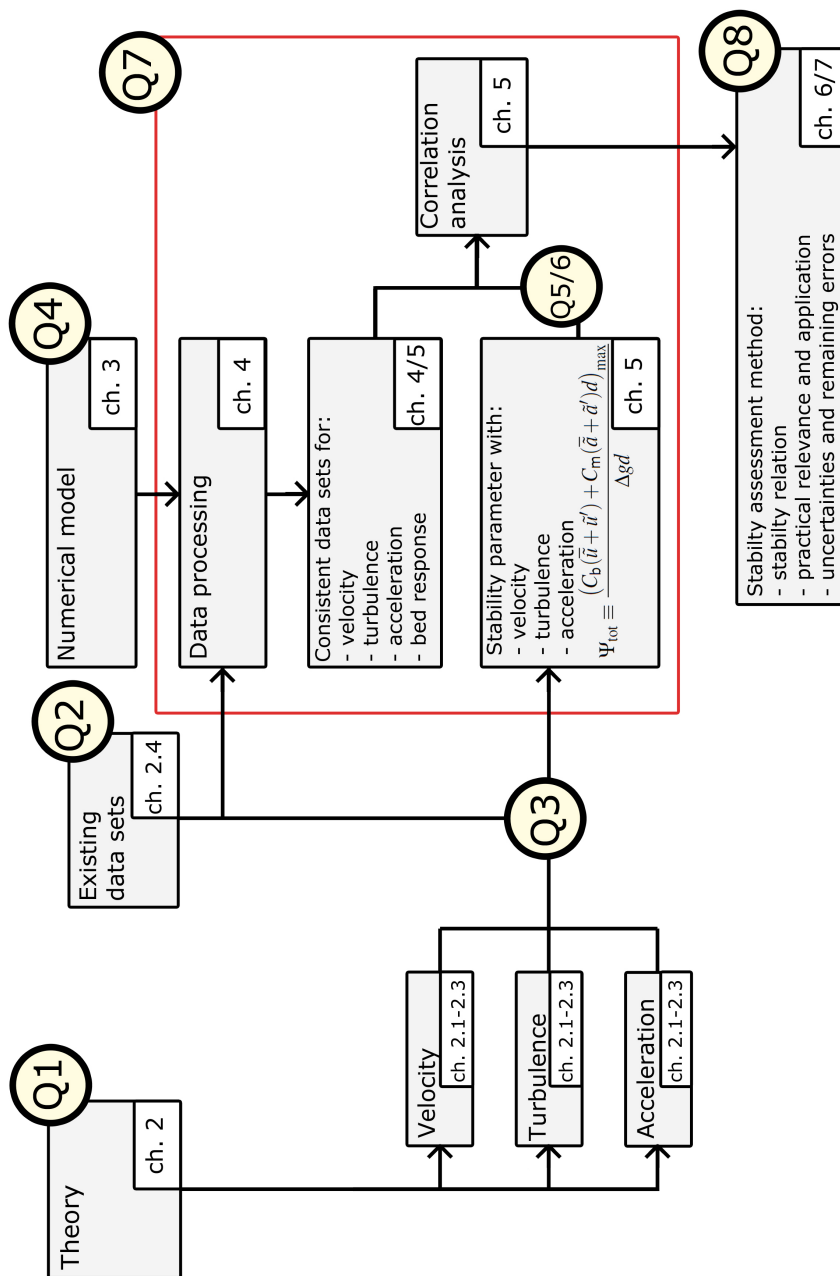 Theory
ch. 2
Q1
Velocity
ch. 2.1-2.3
Turbulence
ch. 2.1-2.3
Acceleration
ch. 2.1-2.3
Existing
data sets
ch. 2.4
Q2
Q3
Numerical model
ch. 3
Q4
Data processing
ch. 4
Consistent data sets for:
- velocity
- turbulence
- acceleration
- bed response
ch. 4/5
Stability parameter with:
- velocity
- turbulence
- acceleration
Ψtot ≡ (Cb(ū̃ + ũ′) + Cm(ā̃ + ã′)d)max / Δgd
ch. 5
Q5/6
Q7
Correlation
analysis
ch. 5
Q8
Stabilty assessment method:
- stabilty relation
- practical relevance and application
- uncertainties and remaining errors
ch. 6/7